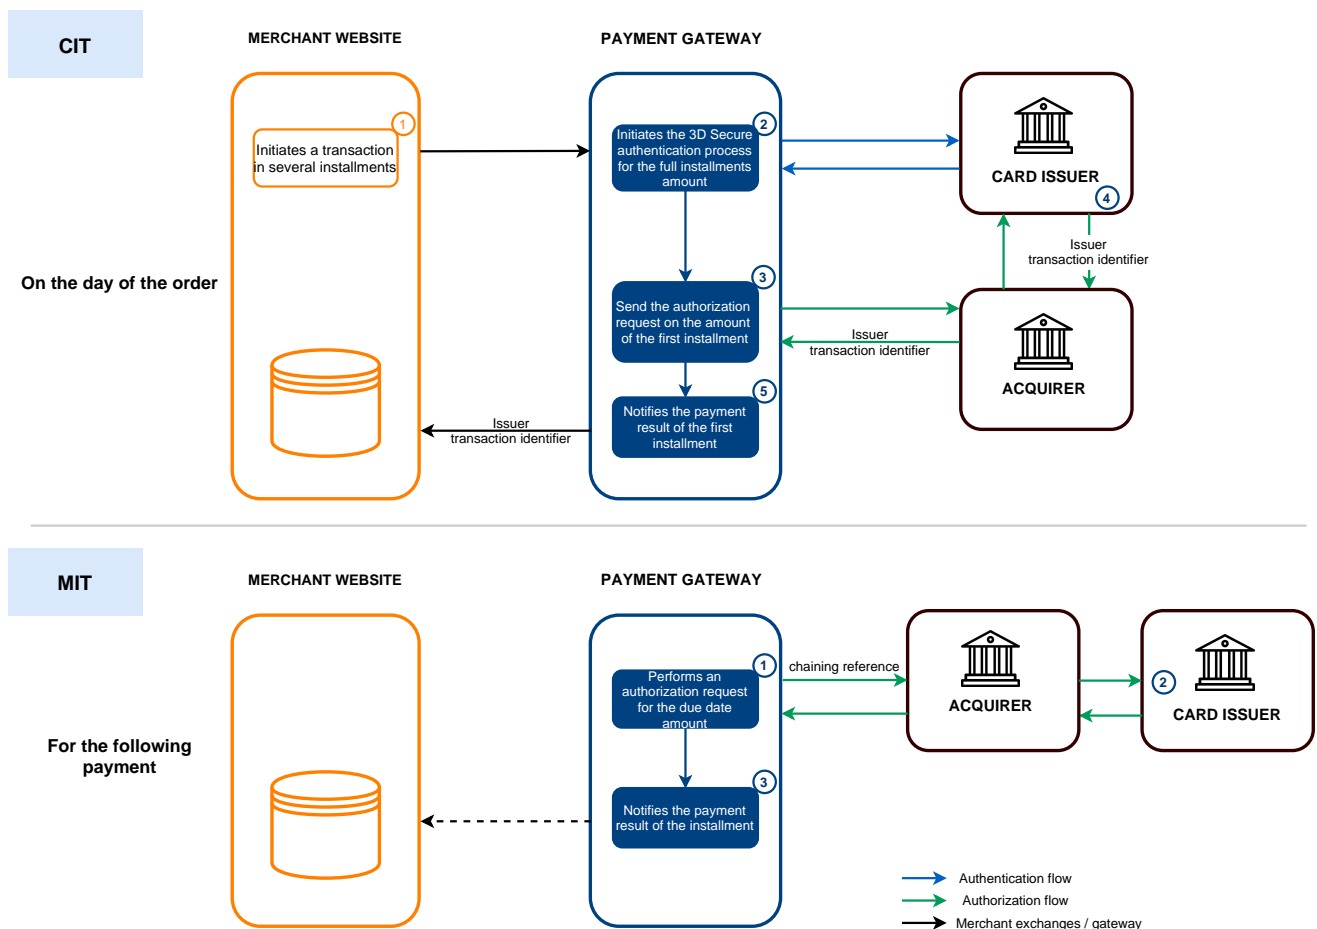 CIT
MERCHANT WEBSITE
PAYMENT GATEWAY
1
Initiates a transaction
in several installments
2
Initiates the 3D Secure
authentication process
for the full installments
amount
CARD ISSUER
4
Issuer
transaction identifier
On the day of the order
3
Send the authorization
request on the amount
of the first installment
Issuer
transaction identifier
ACQUIRER
5
Notifies the payment
result of the first
installment
Issuer
transaction identifier
MIT
MERCHANT WEBSITE
PAYMENT GATEWAY
1
Performs an
authorization request
for the due date
amount
chaining reference
ACQUIRER
2
CARD ISSUER
For the following
payment
3
Notifies the payment
result of the installment
Authentication flow
Authorization flow
Merchant exchanges / gateway